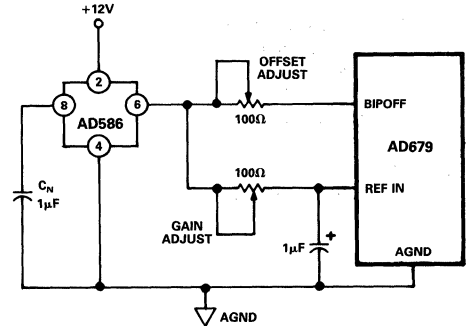 +12V
OFFSET
ADJUST
2
8
6
BIPOFF
AD586
100Ω
AD679
4
100Ω
C_N
1μF
REF IN
GAIN
ADJUST
1μF
+
AGND
AGND